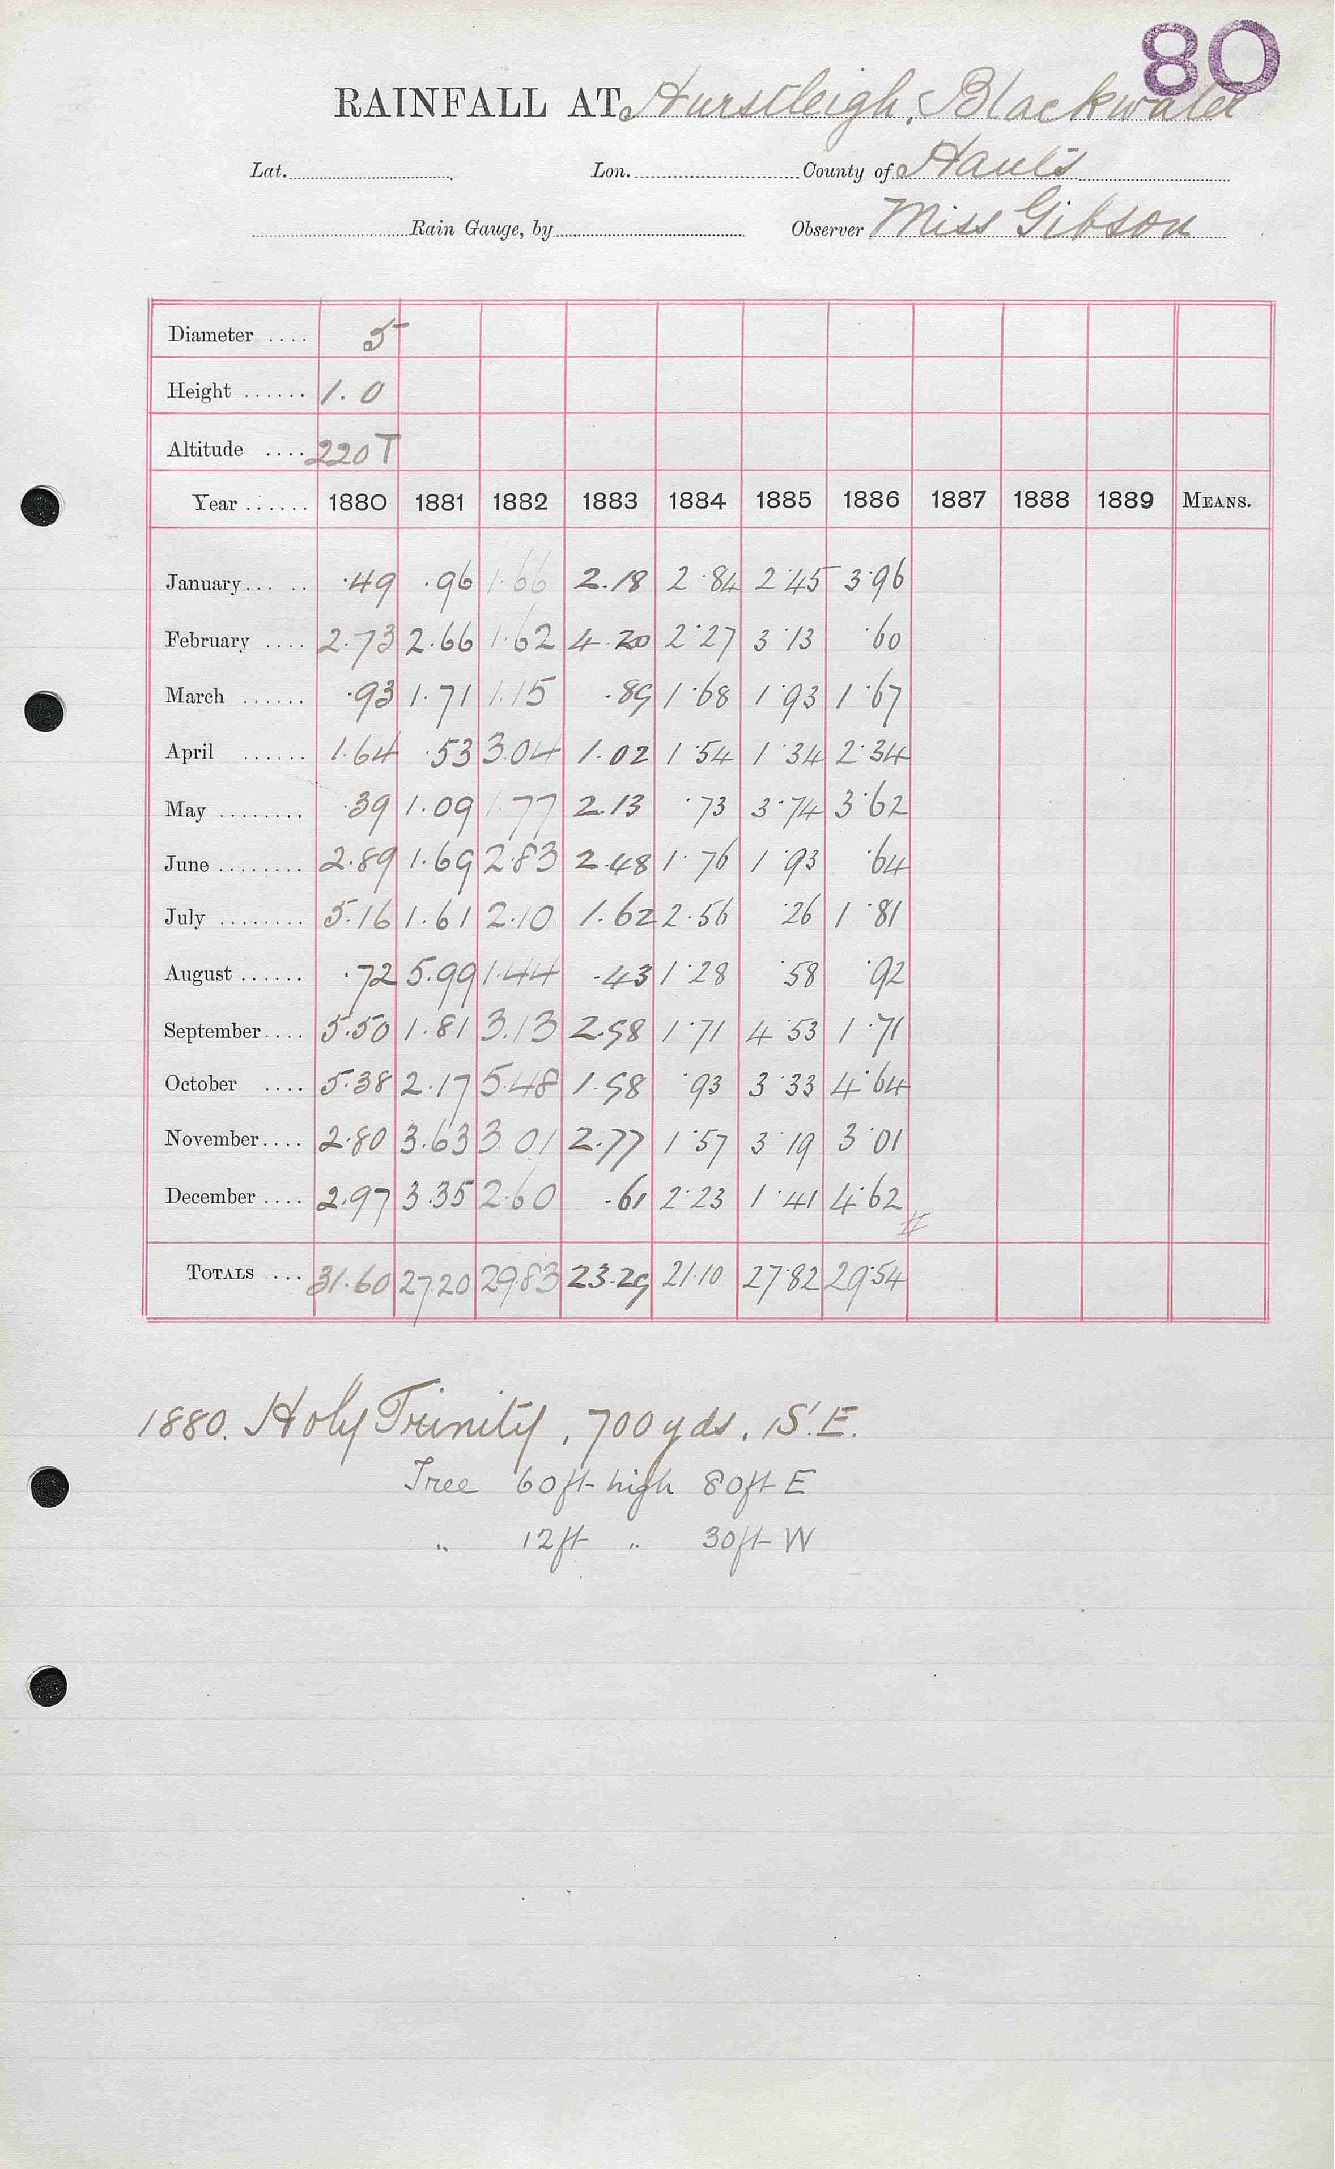 80
RAINFALL AT Hurstleigh, Blackwater
Lat. Lon. County of Hants
Rain Gauge, by Observer Miss Gibson
Diameter .... 5
Height ...... 1.0
Altitude .... 220 T
Year ...... 1880 1881 1882 1883 1884 1885 1886 1887 1888 1889 MEANS.
January ... .. .49 .96 1.66 2.18 2.84 2.45 3.96
February .... 2.73 2.66 1.62 4.20 2.27 3.13 .60
March ...... .93 1.71 1.15 .89 1.68 1.93 1.67
April ...... 1.64 .53 3.04 1.02 1.54 1.34 2.34
May ........ .39 1.09 1.77 2.13 .73 3.74 3.62
June ........ 2.89 1.69 2.83 2.48 1.76 1.93 .64
July ........ 5.16 1.61 2.10 1.62 2.56 .26 1.81
August ...... .72 5.99 1.44 .43 1.28 .58 .92
September .... 5.50 1.81 3.13 2.98 1.71 4.53 1.71
October .... 5.38 2.17 5.48 1.98 .93 3.33 4.64
November .... 2.80 3.63 3.01 2.77 1.57 3.19 3.01
December .... 2.97 3.35 2.60 .61 2.23 1.41 4.62
TOTALS ... 31.60 27.20 29.83 23.29 21.10 27.82 29.54
1880. Holy Trinity, 700 yds. S.E.
Tree 60ft high 80ft E
" 12ft " 30ft W